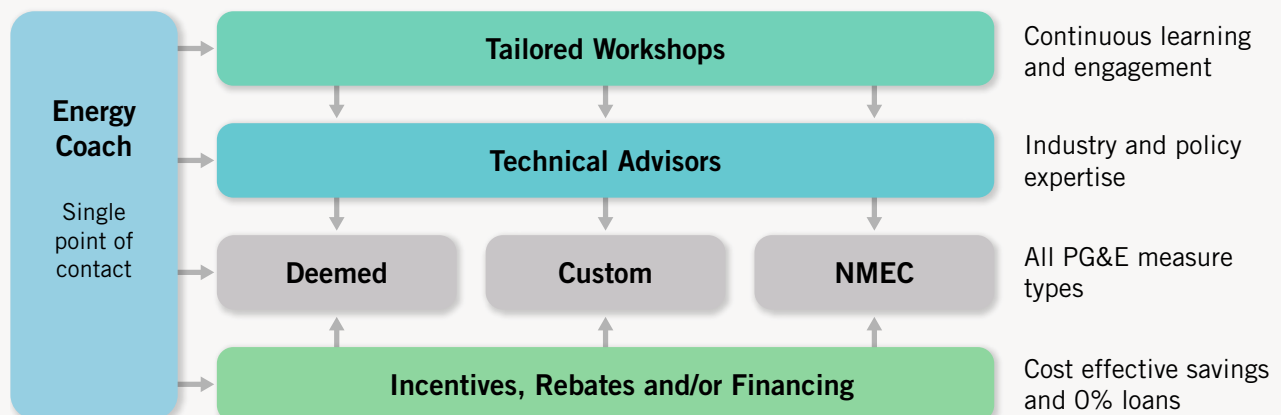 Energy
Coach
Single
point of
contact
Tailored Workshops
Continuous learning
and engagement
Technical Advisors
Industry and policy
expertise
Deemed
Custom
NMEC
All PG&E measure
types
Incentives, Rebates and/or Financing
Cost effective savings
and 0% loans